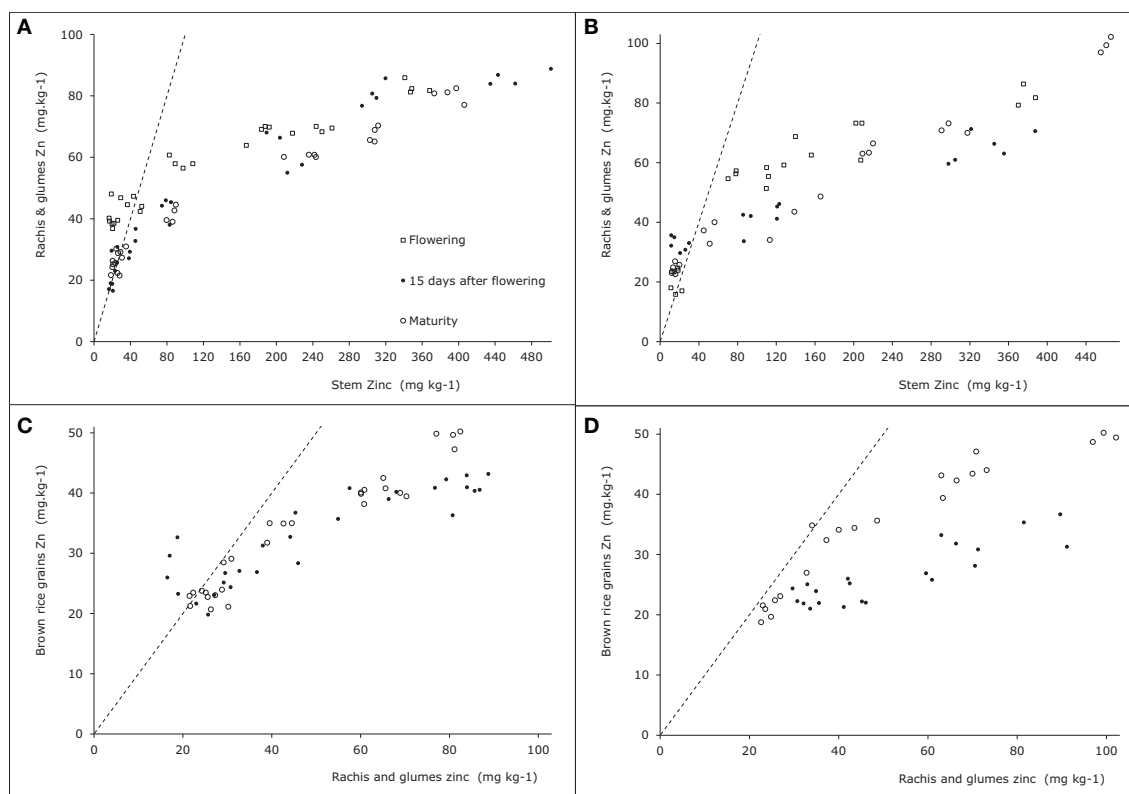 A
100
80
60
40
20
0
Rachis & glumes Zn (mg.kg-1)
0 40 80 120 160 200 240 280 320 360 400 440 480
Stem Zinc (mg kg-1)
Flowering
15 days after flowering
Maturity
B
100
80
60
40
20
0
Rachis & glumes Zn (mg.kg-1)
0 40 80 120 160 200 240 280 320 360 400 440
Stem Zinc (mg kg-1)
C
50
40
30
20
10
0
Brown rice grains Zn (mg.kg-1)
0 20 40 60 80 100
Rachis and glumes zinc (mg kg-1)
D
50
40
30
20
10
0
Brown rice grains Zn (mg.kg-1)
0 20 40 60 80 100
Rachis and glumes zinc (mg kg-1)